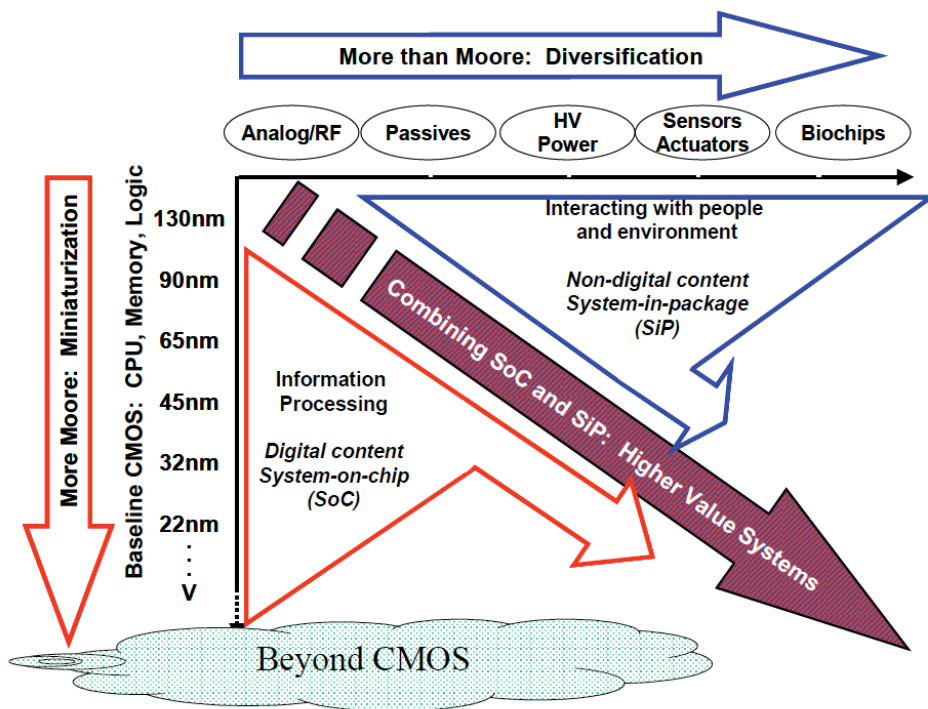 More than Moore: Diversification
Analog/RF
Passives
HV
Power
Sensors
Actuators
Biochips
More Moore: Miniaturization
Baseline CMOS: CPU, Memory, Logic
130nm
90nm
65nm
45nm
32nm
22nm
.
.
.
V
Interacting with people
and environment
Non-digital content
System-in-package
(SiP)
Combining SoC and SiP: Higher Value Systems
Information
Processing
Digital content
System-on-chip
(SoC)
Beyond CMOS